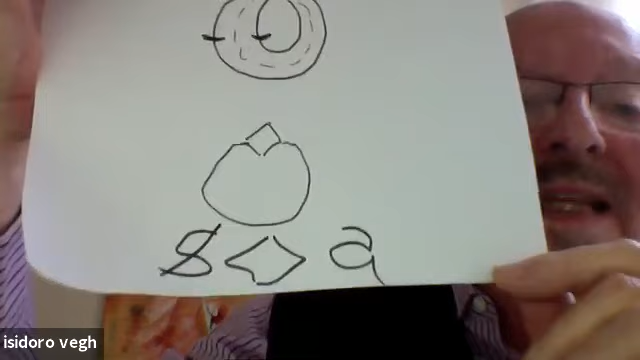 $ ◇ a
isidoro vegh